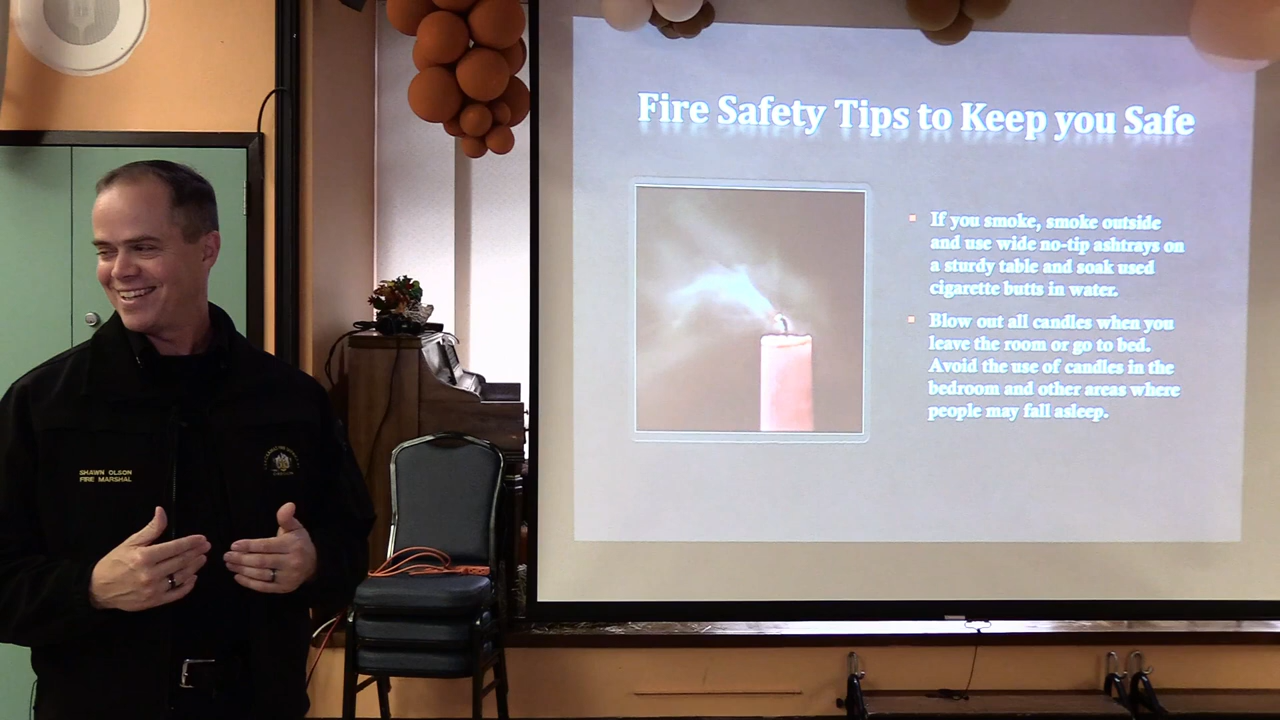 Fire Safety Tips to Keep you Safe
If you smoke, smoke outside
and use wide no-tip ashtrays on
a sturdy table and soak used
cigarette butts in water.
Blow out all candles when you
leave the room or go to bed.
Avoid the use of candles in the
bedroom and other areas where
people may fall asleep.
SHAWN OLSON
FIRE MARSHAL